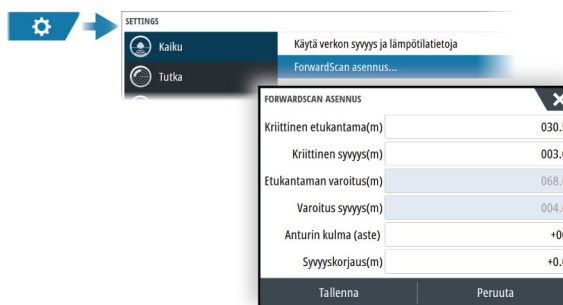 SETTINGS
Kaiku
Käytä verkon syvyys ja lämpötilatietoja
Tutka
ForwardScan asennus...
FORWARDSCAN ASENNUS
Kriittinen etukantama(m)
Kriittinen syvyys(m)
Etukantaman varoitus(m)
Varoitus syvyys(m)
Anturin kulma (aste)
Syvyyskorjaus(m)
Tallenna Peruuta